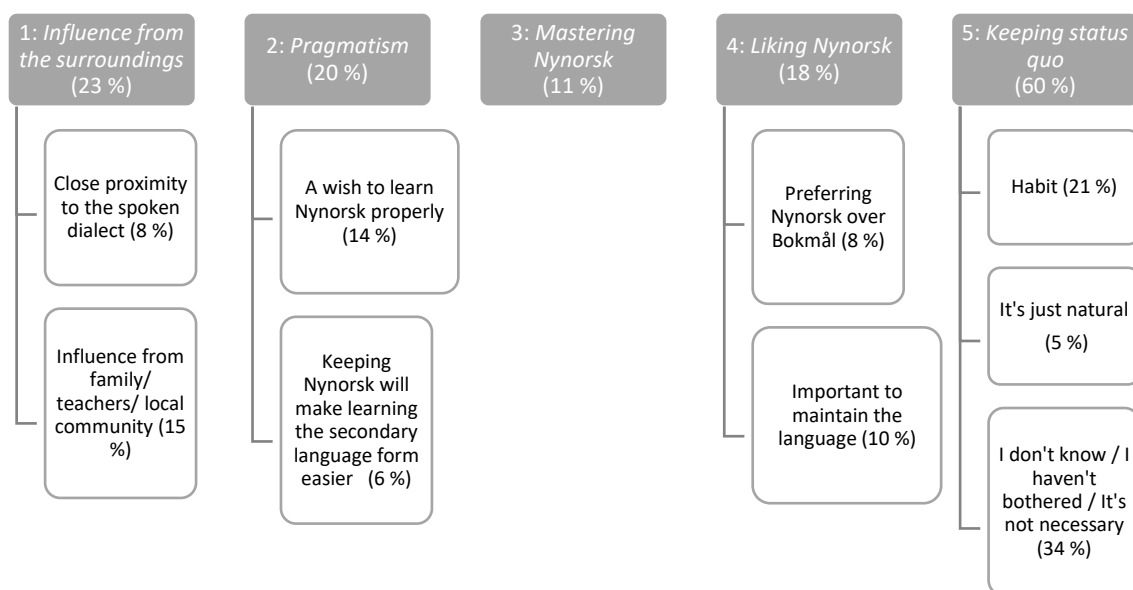 1: Influence from
the surroundings
(23 %)
Close proximity
to the spoken
dialect (8 %)
Influence from
family/
teachers/ local
community (15
%)
2: Pragmatism
(20 %)
A wish to learn
Nynorsk properly
(14 %)
Keeping
Nynorsk will
make learning
the secondary
language form
easier (6 %)
3: Mastering
Nynorsk
(11 %)
4: Liking Nynorsk
(18 %)
Preferring
Nynorsk over
Bokmål (8 %)
Important to
maintain the
language (10 %)
5: Keeping status
quo
(60 %)
Habit (21 %)
It's just natural
(5 %)
I don't know / I
haven't
bothered / It's
not necessary
(34 %)